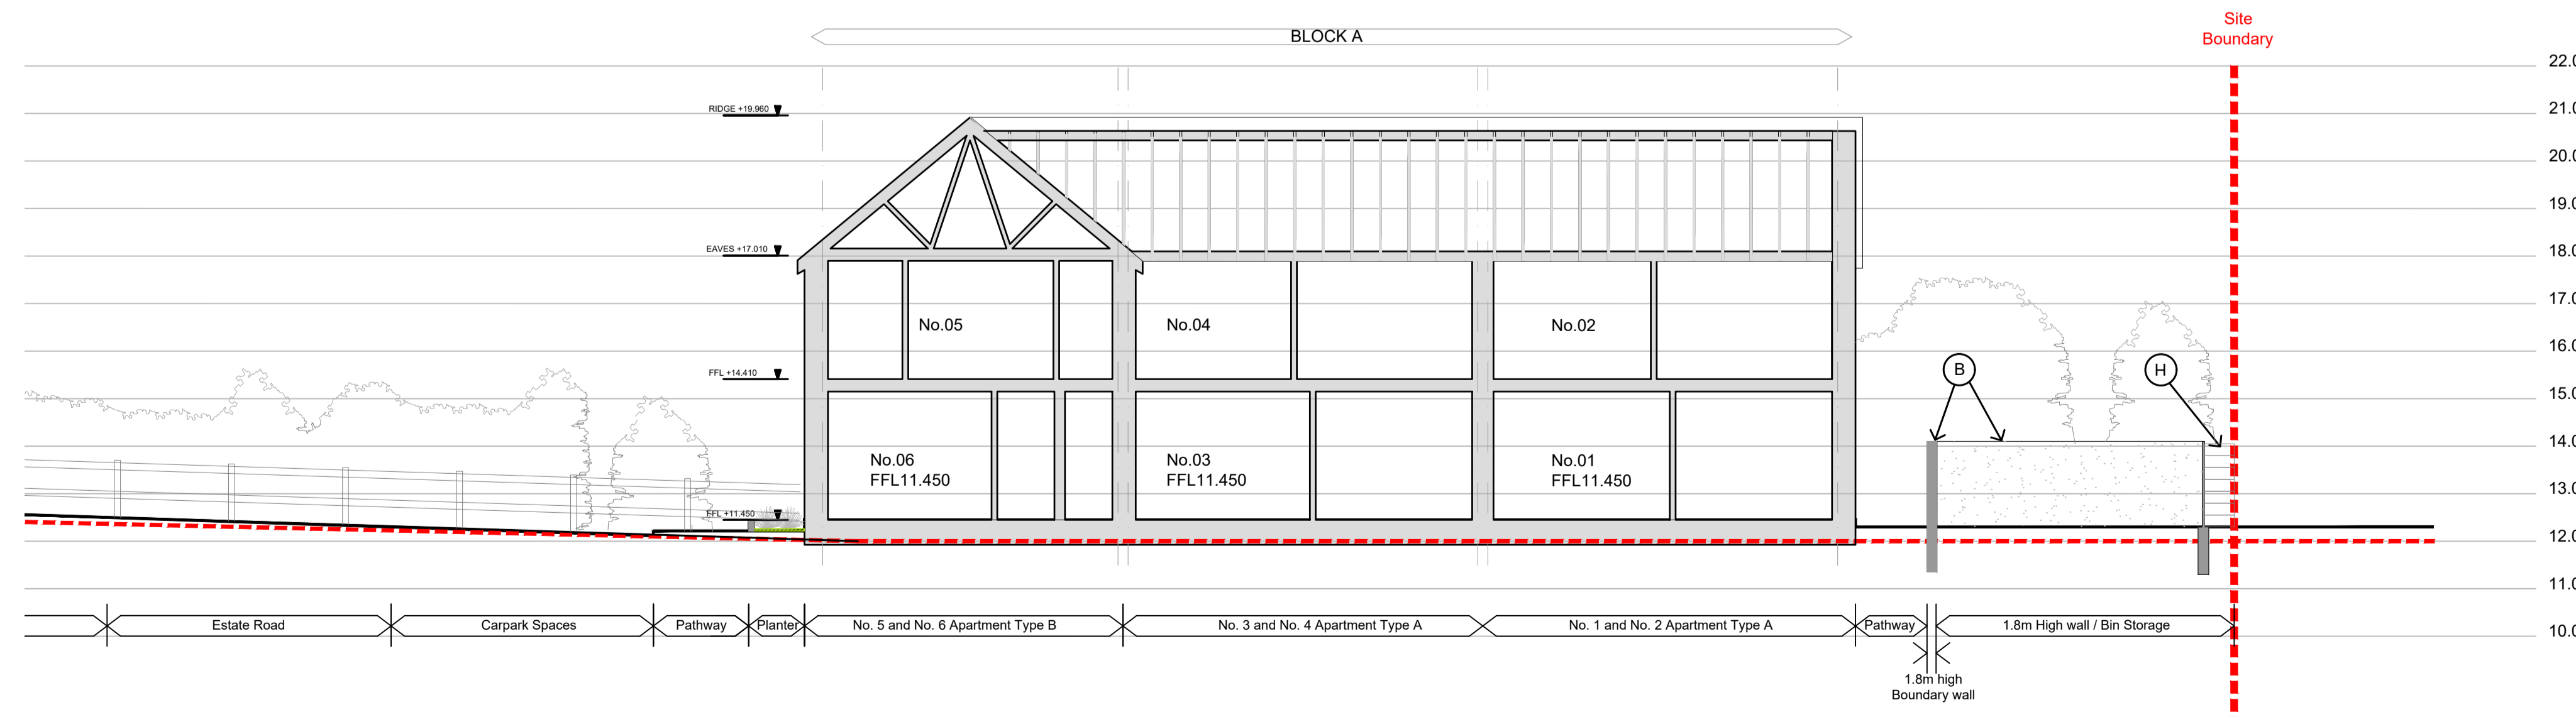 Site
Boundary
BLOCK A
22.0
RIDGE +19.960
21.0
20.0
19.0
EAVES +17.010
18.0
17.0
No.05
No.04
No.02
16.0
FFL +14.410
B
H
15.0
14.0
No.06
FFL11.450
No.03
FFL11.450
No.01
FFL11.450
13.0
FFL +11.450
12.0
11.0
Estate Road
Carpark Spaces
Pathway
Planter
No. 5 and No. 6 Apartment Type B
No. 3 and No. 4 Apartment Type A
No. 1 and No. 2 Apartment Type A
Pathway
1.8m High wall / Bin Storage
10.0
1.8m high
Boundary wall